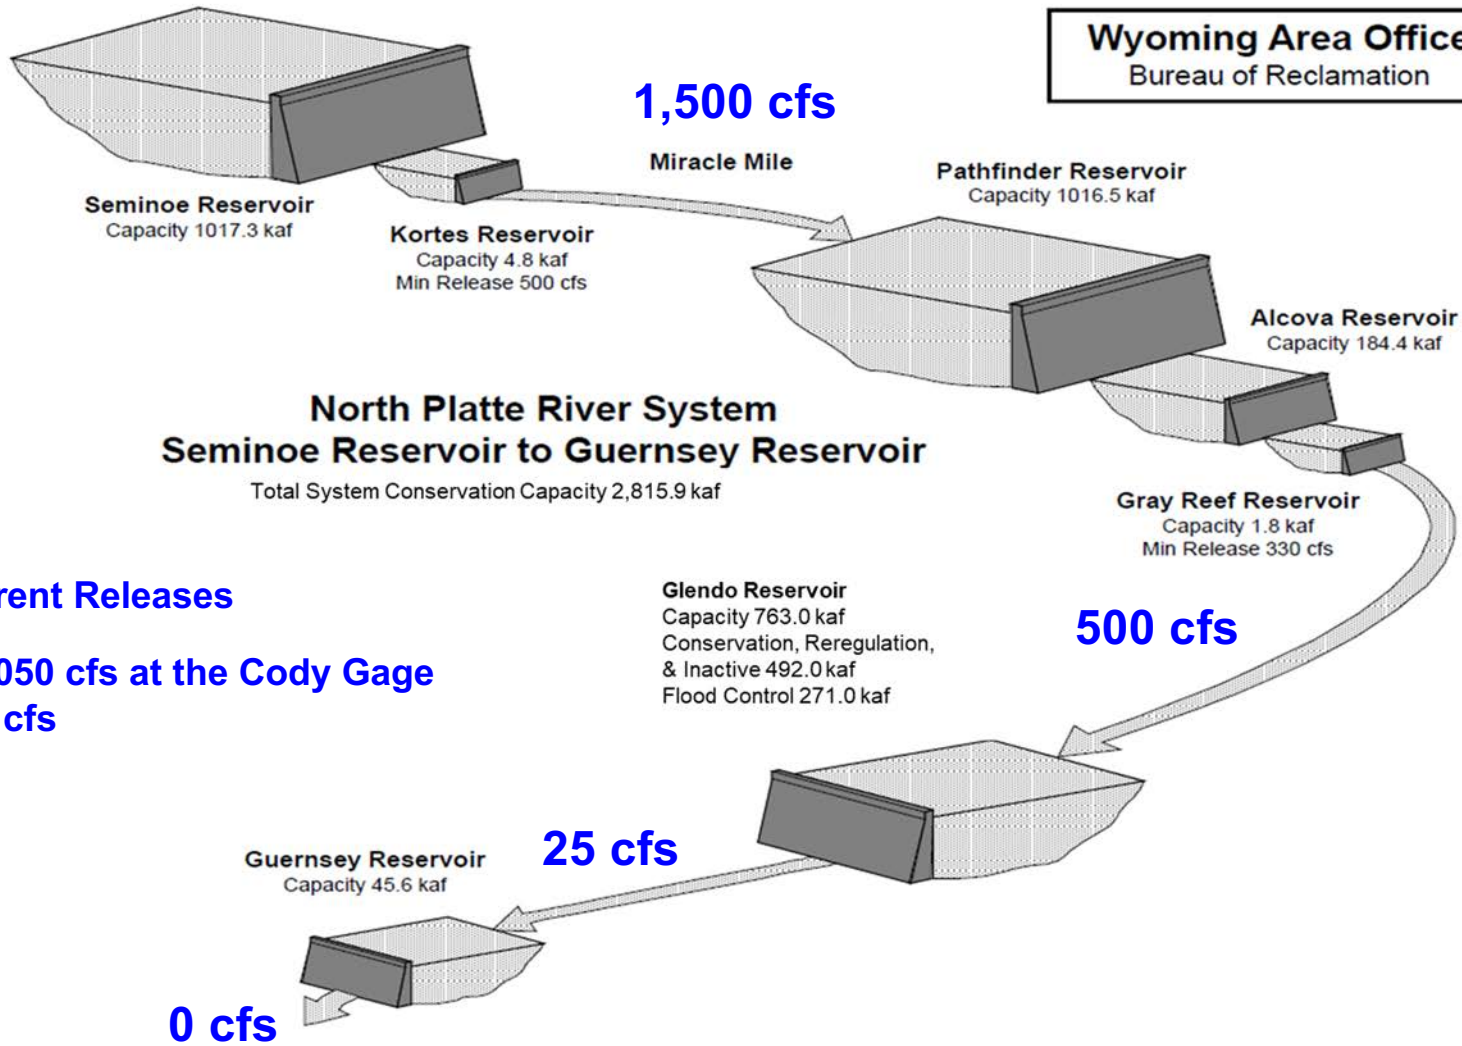 Wyoming Area Office
Bureau of Reclamation
1,500 cfs
Miracle Mile
Seminoe Reservoir
Capacity 1017.3 kaf
Kortes Reservoir
Capacity 4.8 kaf
Min Release 500 cfs
Pathfinder Reservoir
Capacity 1016.5 kaf
Alcova Reservoir
Capacity 184.4 kaf
North Platte River System
Seminoe Reservoir to Guernsey Reservoir
Total System Conservation Capacity 2,815.9 kaf
Gray Reef Reservoir
Capacity 1.8 kaf
Min Release 330 cfs
rent Releases
050 cfs at the Cody Gage
cfs
Glendo Reservoir
Capacity 763.0 kaf
Conservation, Reregulation,
& Inactive 492.0 kaf
Flood Control 271.0 kaf
500 cfs
25 cfs
Guernsey Reservoir
Capacity 45.6 kaf
0 cfs